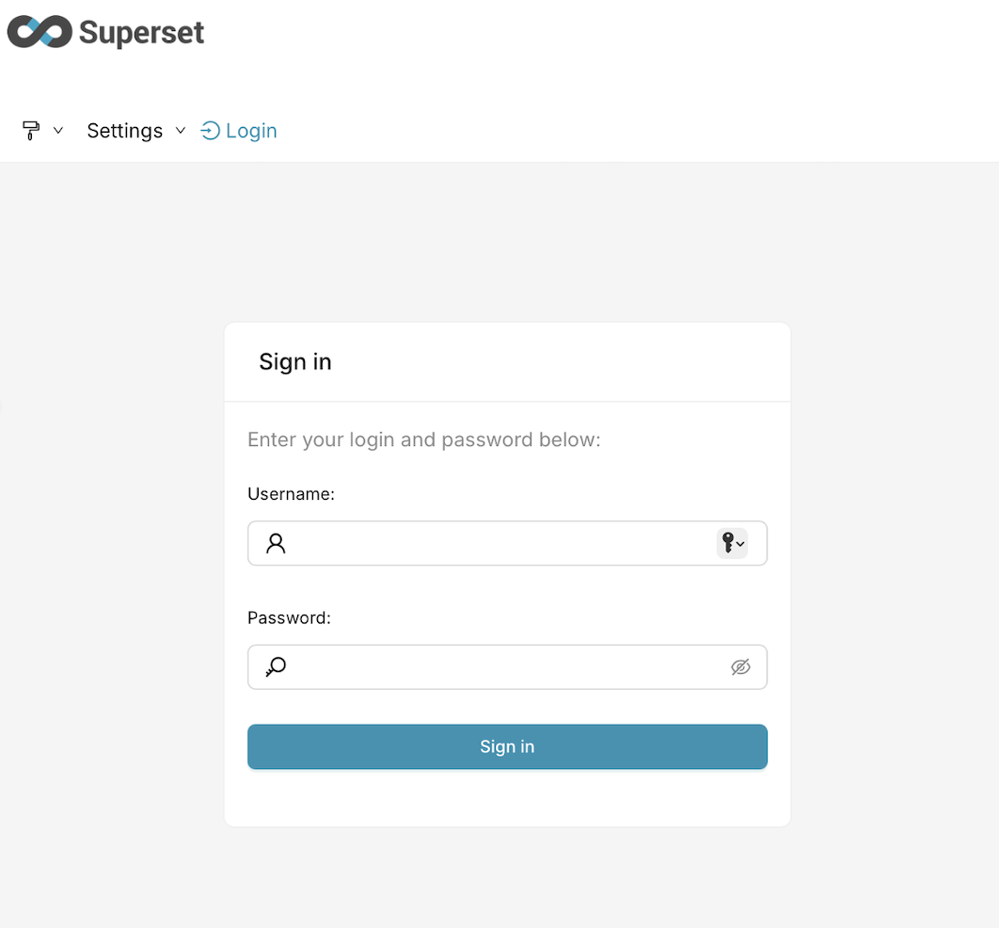 Superset
Settings Login
Sign in
Enter your login and password below:
Username:
Password:
Sign in